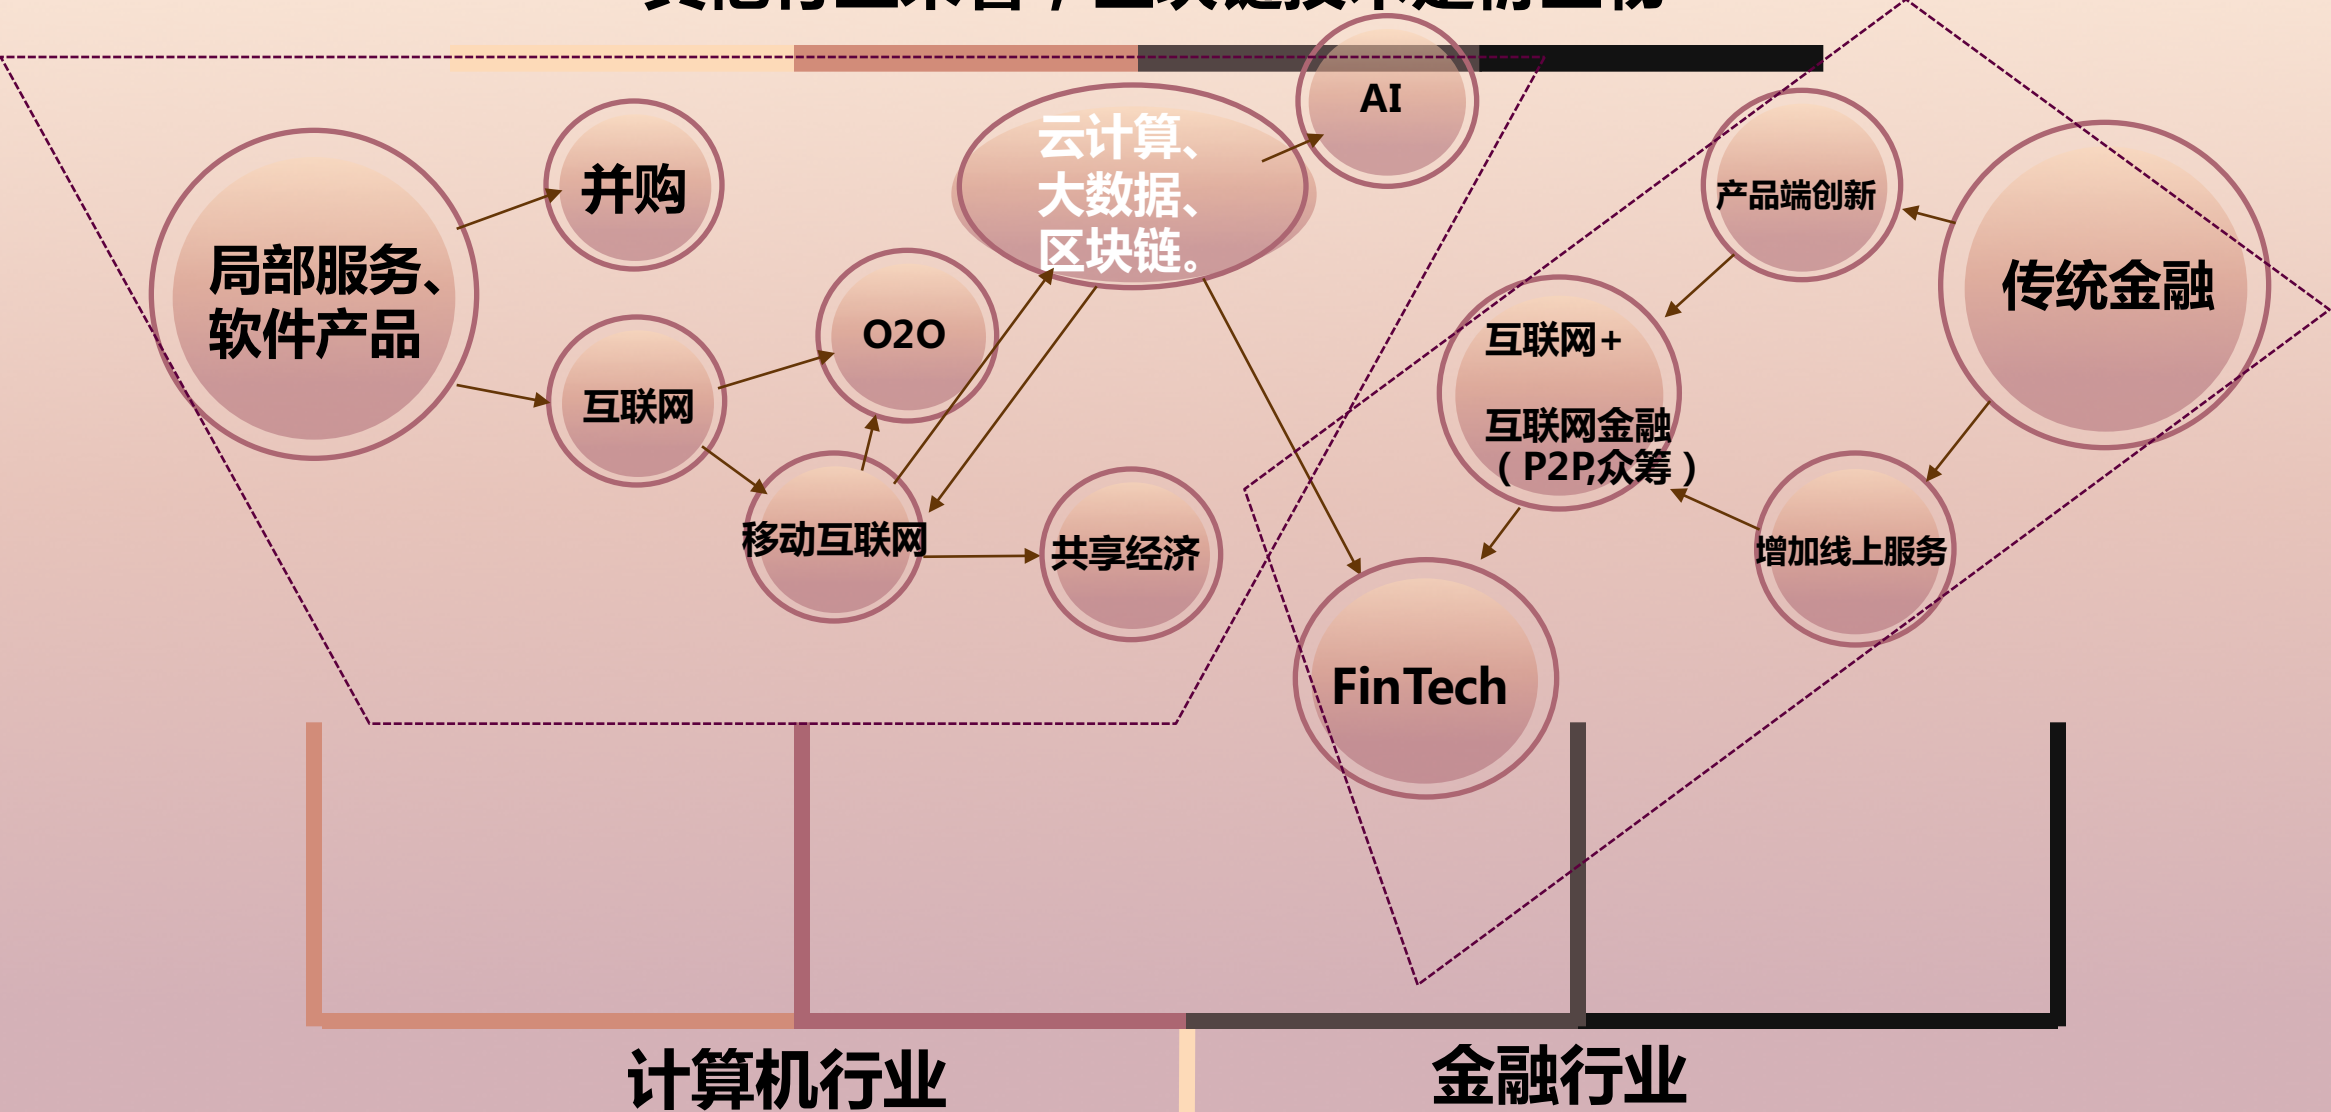 AI
云计算、
大数据、
区块链。
并购
产品端创新
局部服务、
软件产品
传统金融
O2O
互联网+
互联网
互联网金融
（P2P,众筹）
移动互联网
共享经济
增加线上服务
FinTech
计算机行业
金融行业